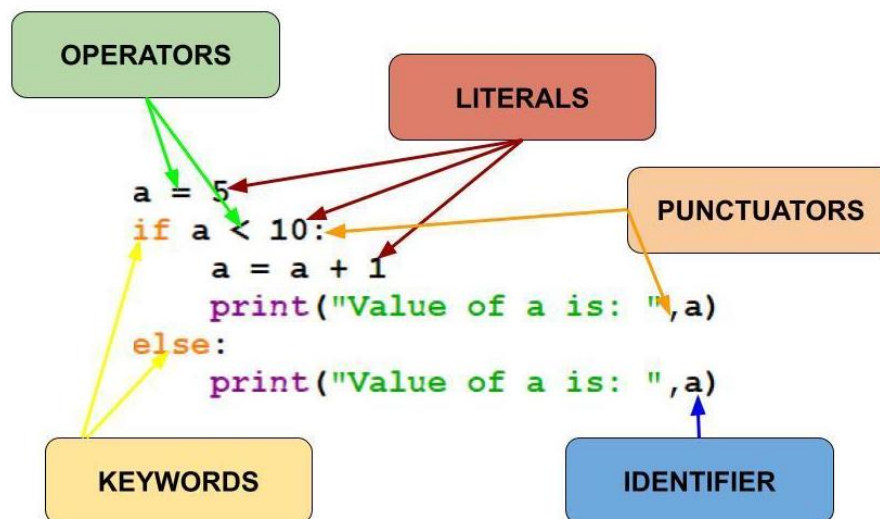 OPERATORS
LITERALS
a = 5
if a < 10:
PUNCTUATORS
a = a + 1
print("Value of a is: ",a)
else:
print("Value of a is: ",a)
KEYWORDS
IDENTIFIER